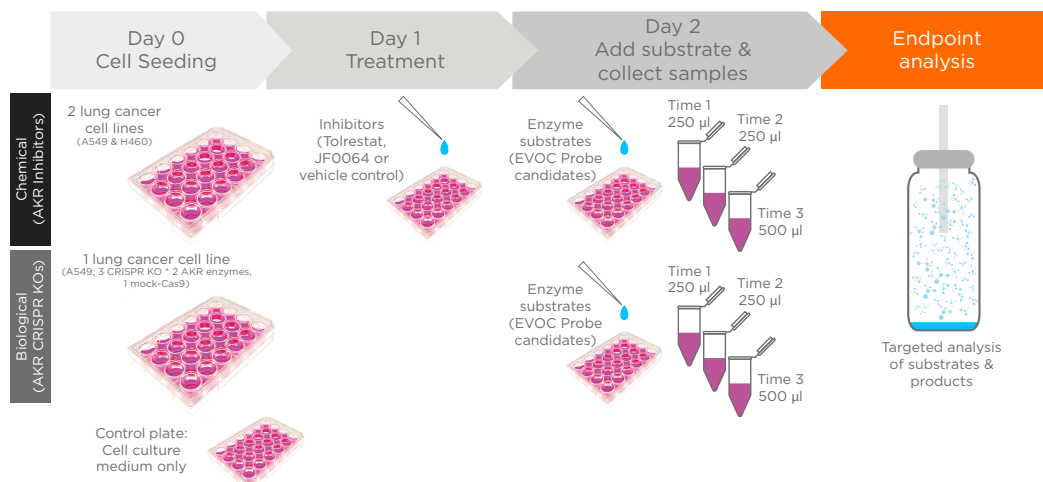 Day 0
Cell Seeding
Day 1
Treatment
Day 2
Add substrate &
collect samples
Endpoint
analysis
Chemical
(AKR Inhibitors)
2 lung cancer
cell lines
(A549 & H460)
Inhibitors
(Tolrestat,
JF0064 or
vehicle control)
Enzyme
substrates
(EVOC Probe
candidates)
Time 1
250 µl
Time 2
250 µl
Time 3
500 µl
Biological
(AKR CRISPR KOs)
1 lung cancer cell line
(A549; 3 CRISPR KO * 2 AKR enzymes,
1 mock-Cas9)
Enzyme
substrates
(EVOC Probe
candidates)
Time 1
250 µl
Time 2
250 µl
Time 3
500 µl
Targeted analysis
of substrates &
products
Control plate:
Cell culture
medium only